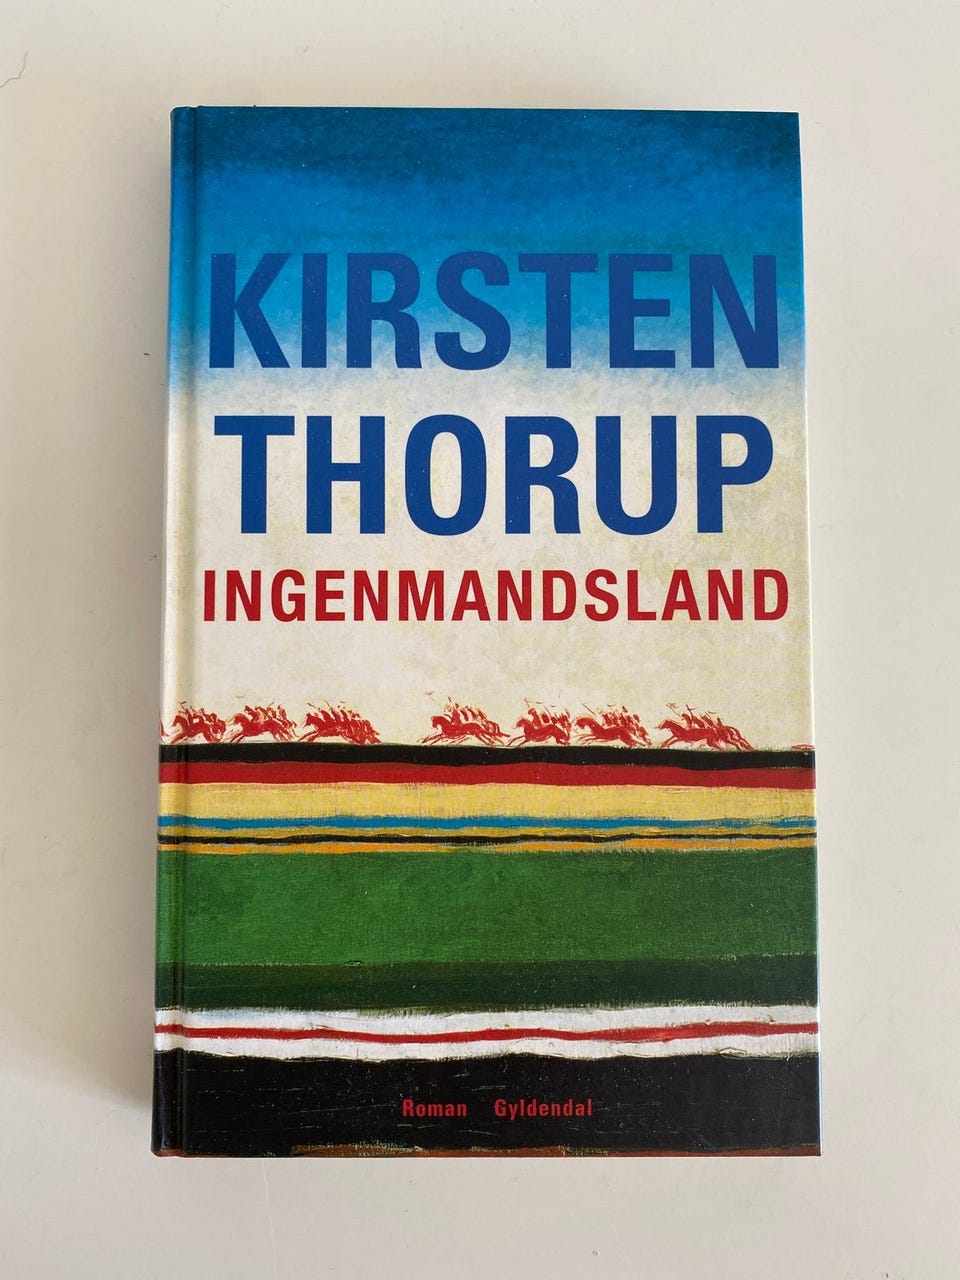 KIRSTEN
THORUP
INGENMANDSLAND
Roman Gyldendal